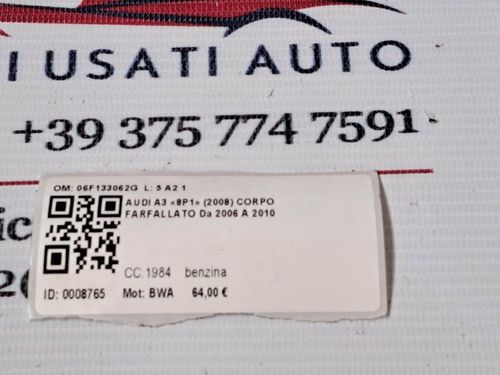 I USATI AUTO
+39 375 774 7591
OM: 06F133062G L: 5 A2 1
AUDI A3 «8P1» (2008) CORPO
FARFALLATO Da 2006 A 2010
CC.1984 benzina
ID: 0008765 Mot: BWA 64,00 €